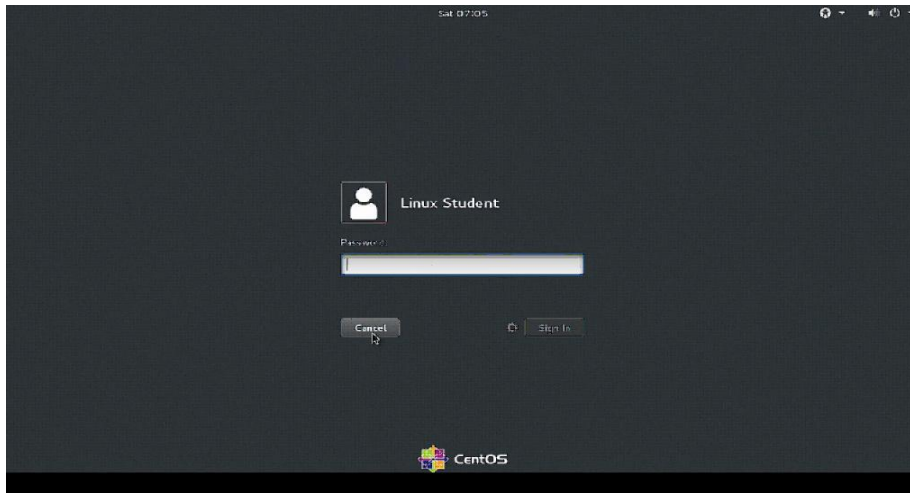 Sat 07:05
Linux Student
Password:
Cancel
Sign In
CentOS